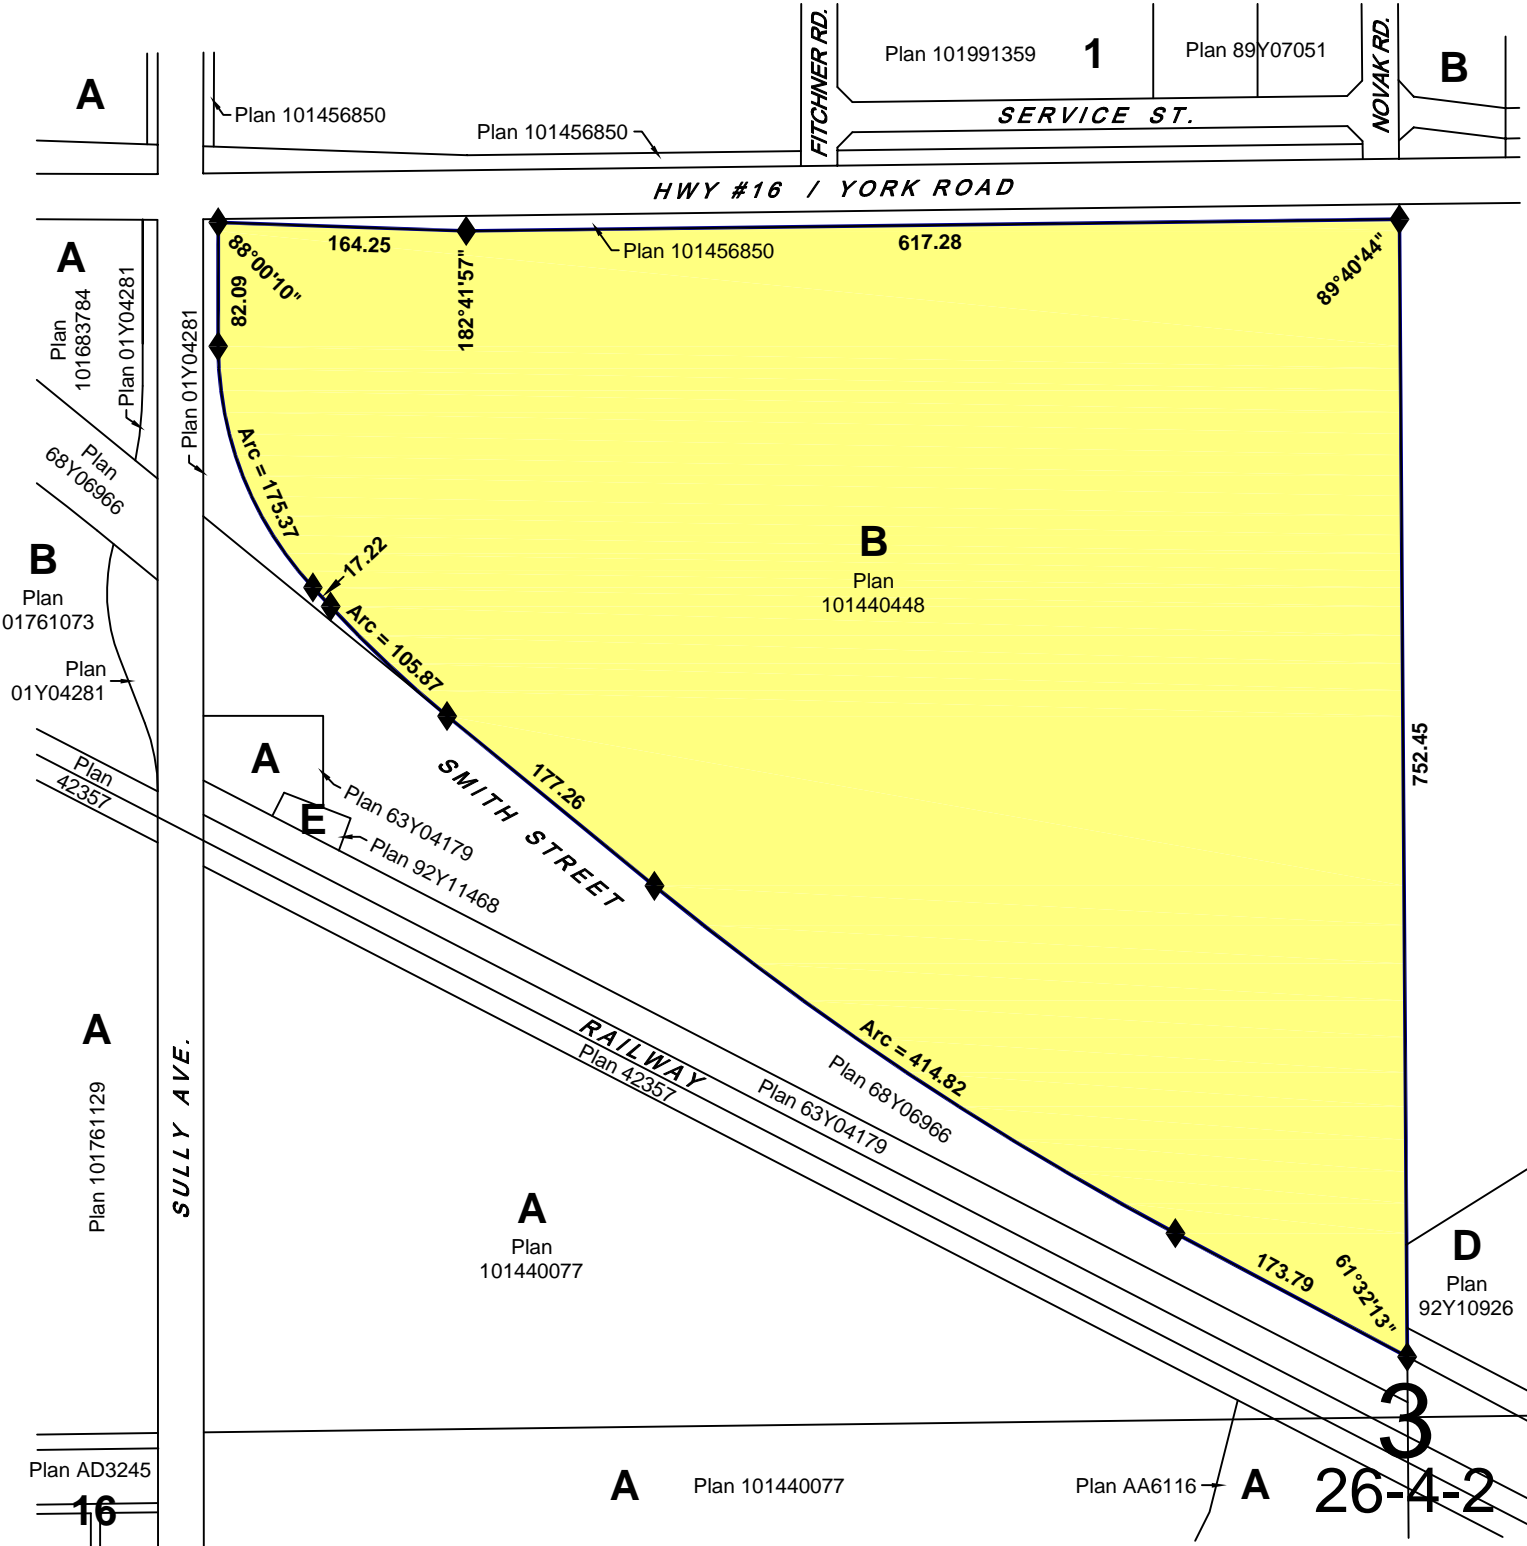 FITCHNER RD.
Plan 101991359
1
Plan 89Y07051
NOVAK RD.
B
A
Plan 101456850
Plan 101456850
SERVICE ST.
HWY #16 / YORK ROAD
A
Plan
101683784
Plan 01Y04281
Plan 01Y04281
88°00'10"
164.25
82.09
182°41'57"
Plan 101456850
617.28
89°40'44"
Plan
68Y06966
Arc = 175.37
17.22
Arc = 105.87
B
Plan
101440448
B
Plan
01761073
Plan
01Y04281
752.45
Plan
42357
A
E
Plan 63Y04179
Plan 92Y11468
SMITH STREET
177.26
RAILWAY
Plan 42357
Plan 63Y04179
Plan 68Y06966
Arc = 414.82
A
Plan 101761129
SULLY AVE.
A
Plan
101440077
173.79
61°32'13"
D
Plan
92Y10926
3
26-4-2
Plan AD3245
16
A
Plan 101440077
Plan AA6116
A